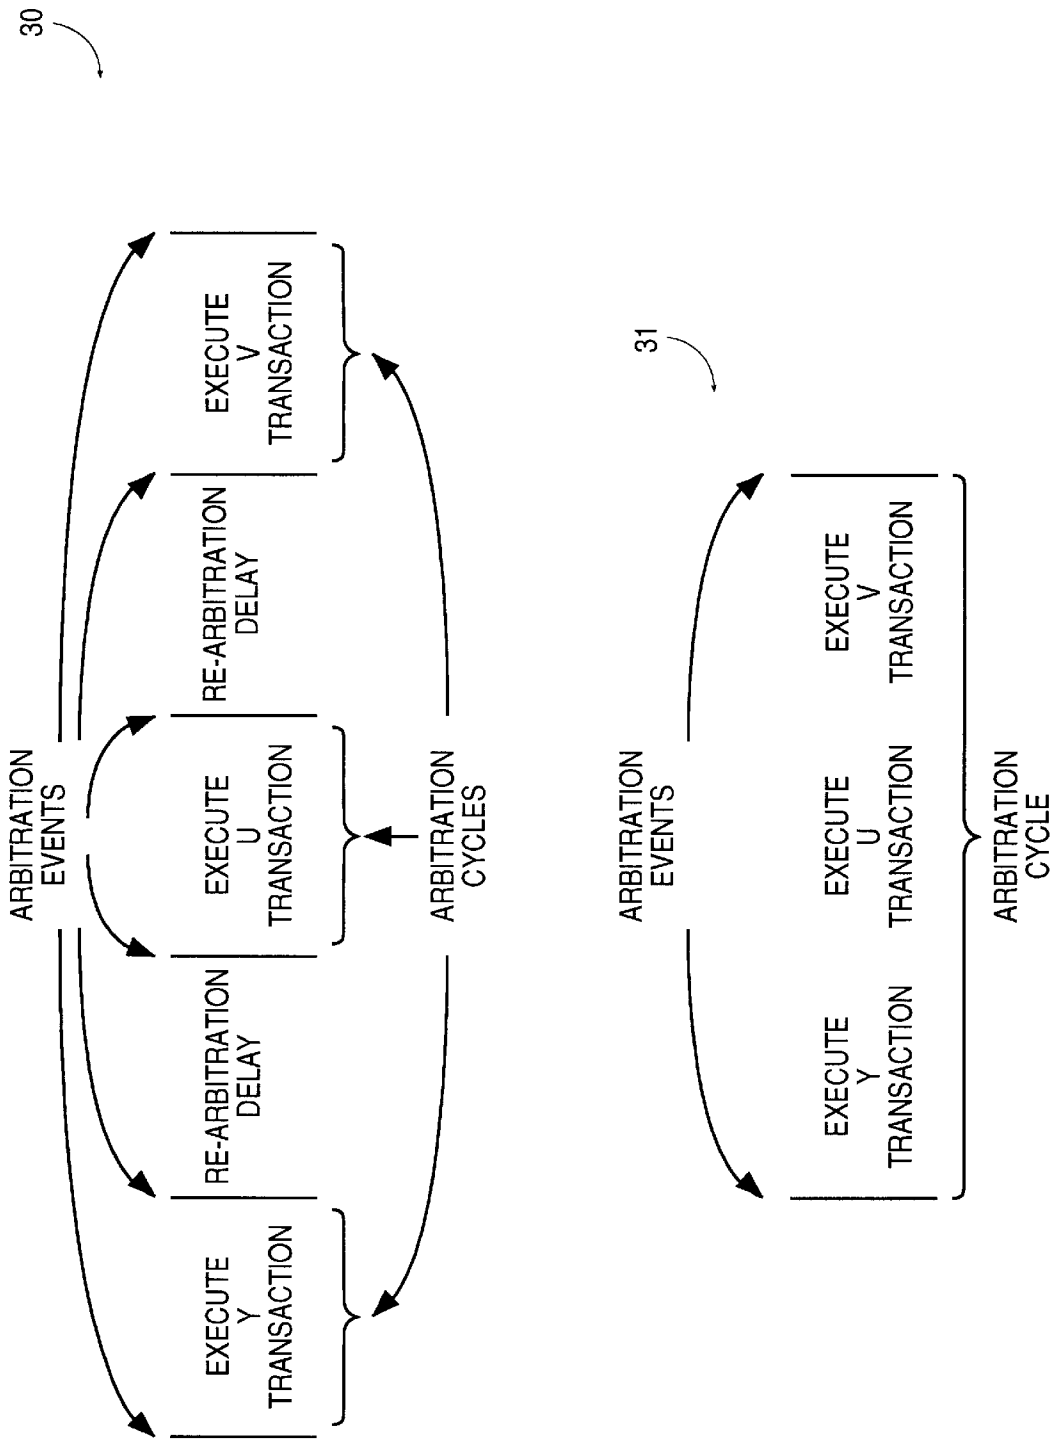 30
ARBITRATION
EVENTS
EXECUTE
Y
TRANSACTION
RE-ARBITRATION
DELAY
EXECUTE
U
TRANSACTION
RE-ARBITRATION
DELAY
EXECUTE
V
TRANSACTION
ARBITRATION
CYCLES
31
ARBITRATION
EVENTS
EXECUTE
Y
TRANSACTION
EXECUTE
U
TRANSACTION
EXECUTE
V
TRANSACTION
ARBITRATION
CYCLE